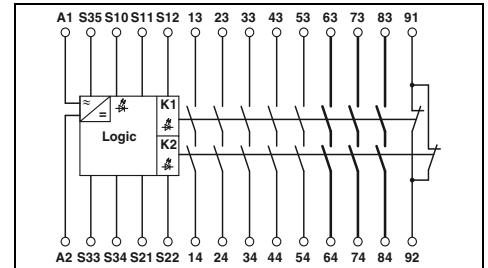 A1 S35 S10 S11 S12 13 23 33 43 53 63 73 83 91
≈
=
K1
Logic
K2
A2 S33 S34 S21 S22 14 24 34 44 54 64 74 84 92